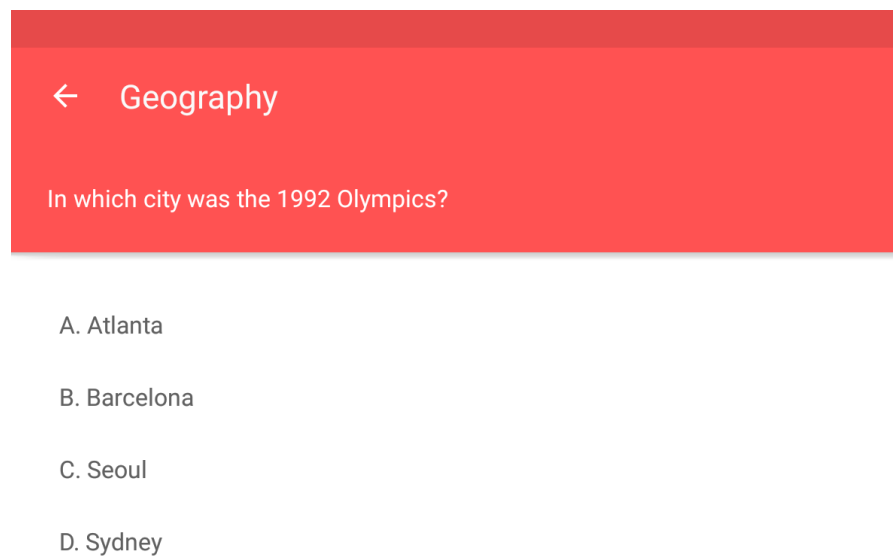 Geography
In which city was the 1992 Olympics?
A. Atlanta
B. Barcelona
C. Seoul
D. Sydney